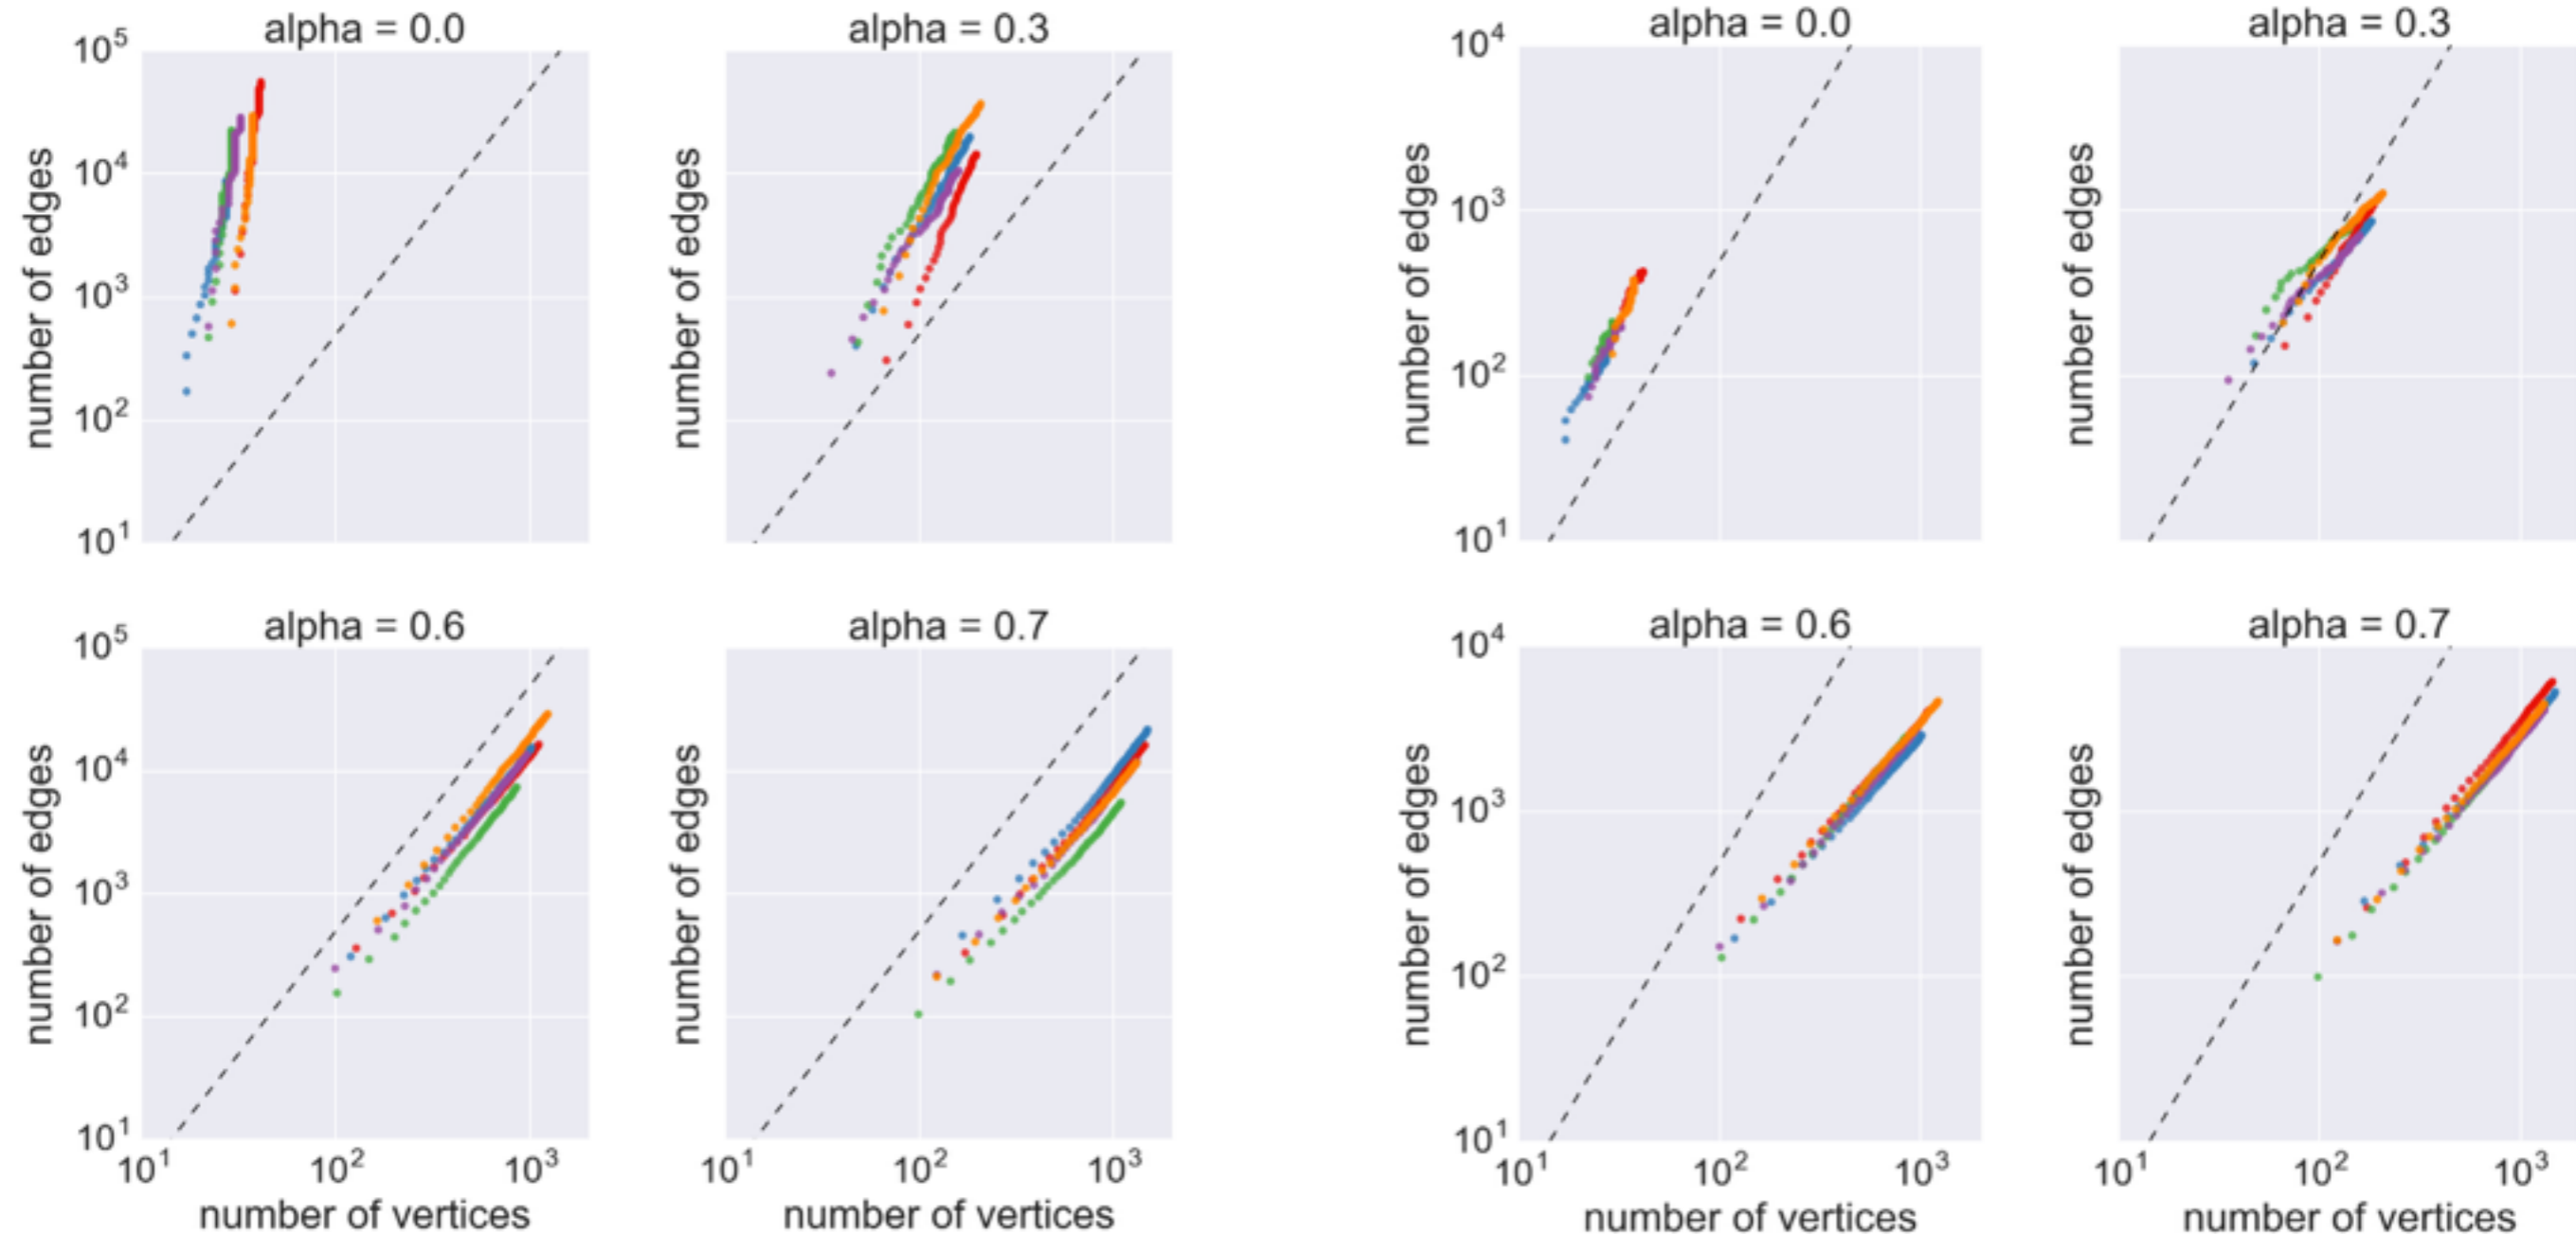 alpha = 0.0
10^5
10^4
10^3
10^2
10^1
number of edges
alpha = 0.3
number of edges
alpha = 0.0
10^4
10^3
10^2
10^1
number of edges
alpha = 0.3
number of edges
alpha = 0.6
10^5
10^4
10^3
10^2
10^1
number of edges
10^1 10^2 10^3
number of vertices
alpha = 0.7
number of edges
10^1 10^2 10^3
number of vertices
alpha = 0.6
10^4
10^3
10^2
10^1
number of edges
10^1 10^2 10^3
number of vertices
alpha = 0.7
number of edges
10^1 10^2 10^3
number of vertices